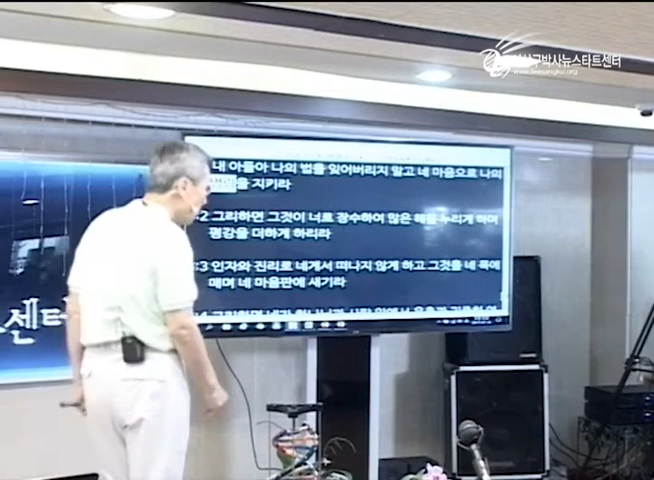 박사뉴스타트센터
내 아들아 나의 법을 잊어버리지 말고 네 마음으로 나의
을 지키라
:2 그리하면 그것이 너로 장수하여 많은 해를 누리게 하며
평강을 더하게 하리라
:3 인자와 진리로 네게서 떠나지 않게 하고 그것을 네 목에
매며 네 마음판에 새기라
센터